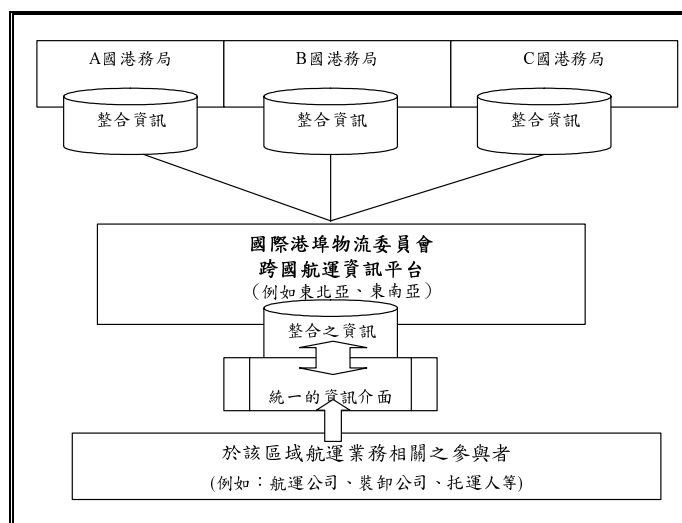 A國港務局
B國港務局
C國港務局
整合資訊
整合資訊
整合資訊
國際港埠物流委員會
跨國航運資訊平台
（例如東北亞、東南亞）
整合之資訊
統一的資訊介面
於該區域航運業務相關之參與者
(例如：航運公司、裝卸公司、托運人等)